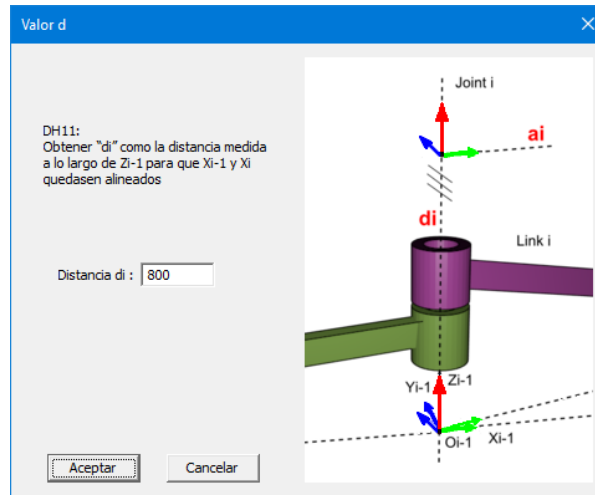 Valor d
DH11:
Obtener "di" como la distancia medida
a lo largo de Zi-1 para que Xi-1 y Xi
quedasen alineados
Distancia di : 800
Aceptar
Cancelar
Joint i
ai
di
Link i
Yi-1
Zi-1
Oi-1
Xi-1